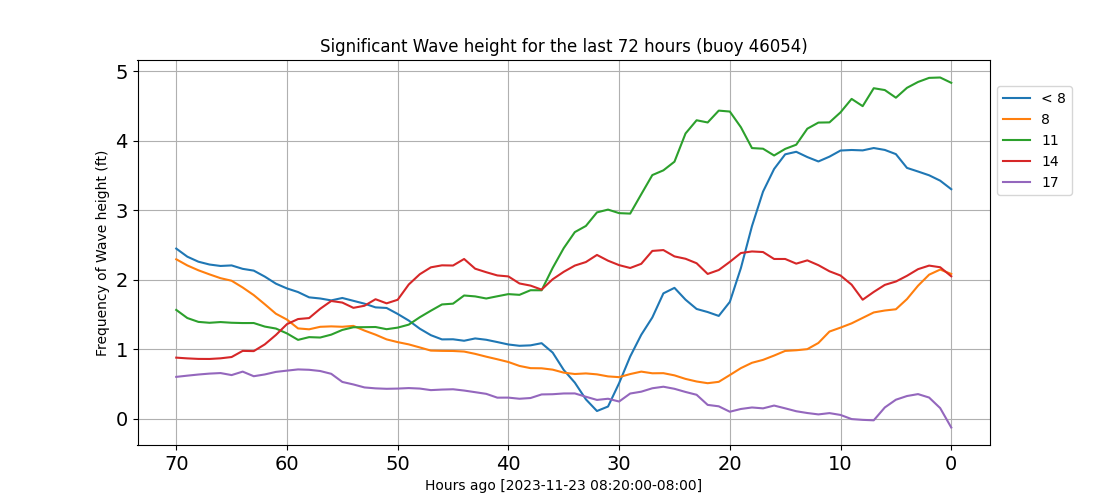 Significant Wave height for the last 72 hours (buoy 46054)
Frequency of Wave height (ft)
5
4
3
2
1
0
70 60 50 40 30 20 10 0
Hours ago [2023-11-23 08:20:00-08:00]
< 8
8
11
14
17